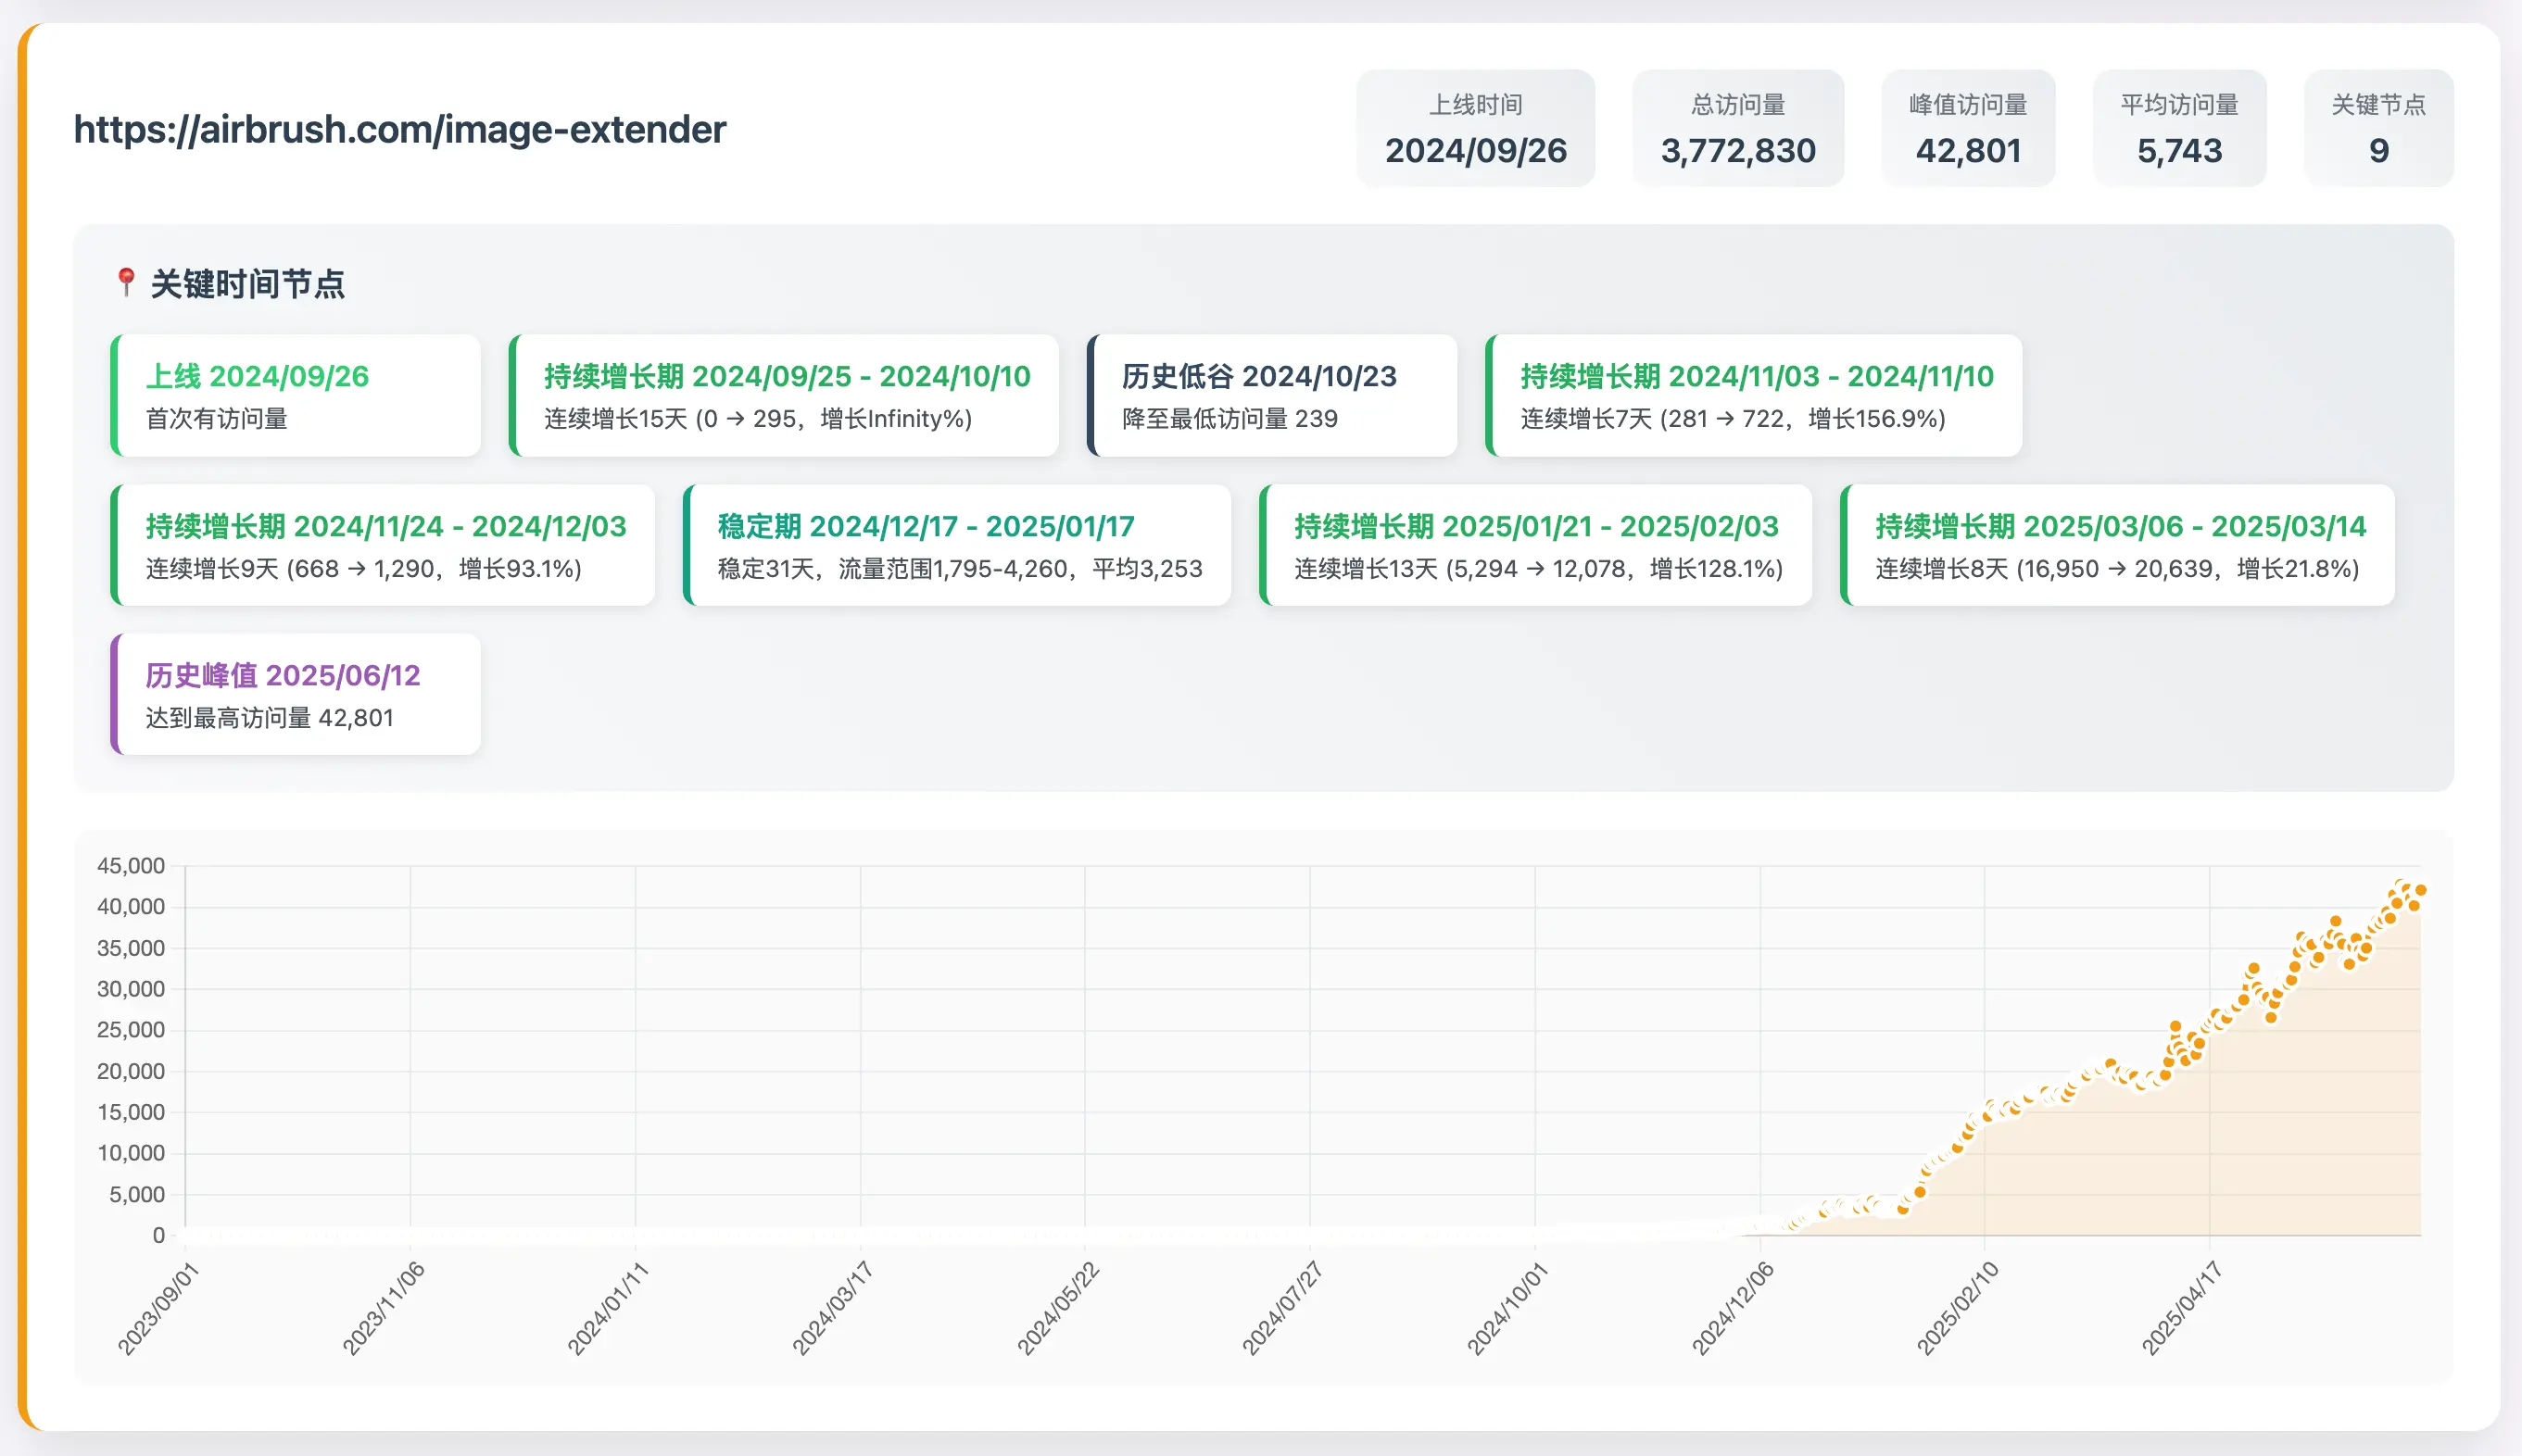 https://airbrush.com/image-extender
上线时间
2024/09/26
总访问量
3,772,830
峰值访问量
42,801
平均访问量
5,743
关键节点
9
📍 关键时间节点
上线 2024/09/26
首次有访问量
持续增长期 2024/09/25 - 2024/10/10
连续增长15天 (0 → 295，增长Infinity%)
历史低谷 2024/10/23
降至最低访问量 239
持续增长期 2024/11/03 - 2024/11/10
连续增长7天 (281 → 722，增长156.9%)
持续增长期 2024/11/24 - 2024/12/03
连续增长9天 (668 → 1,290，增长93.1%)
稳定期 2024/12/17 - 2025/01/17
稳定31天，流量范围1,795-4,260，平均3,253
持续增长期 2025/01/21 - 2025/02/03
连续增长13天 (5,294 → 12,078，增长128.1%)
持续增长期 2025/03/06 - 2025/03/14
连续增长8天 (16,950 → 20,639，增长21.8%)
历史峰值 2025/06/12
达到最高访问量 42,801
45,000
40,000
35,000
30,000
25,000
20,000
15,000
10,000
5,000
0
2023/09/01
2023/11/06
2024/01/11
2024/03/17
2024/05/22
2024/07/27
2024/10/01
2024/12/06
2025/02/10
2025/04/17